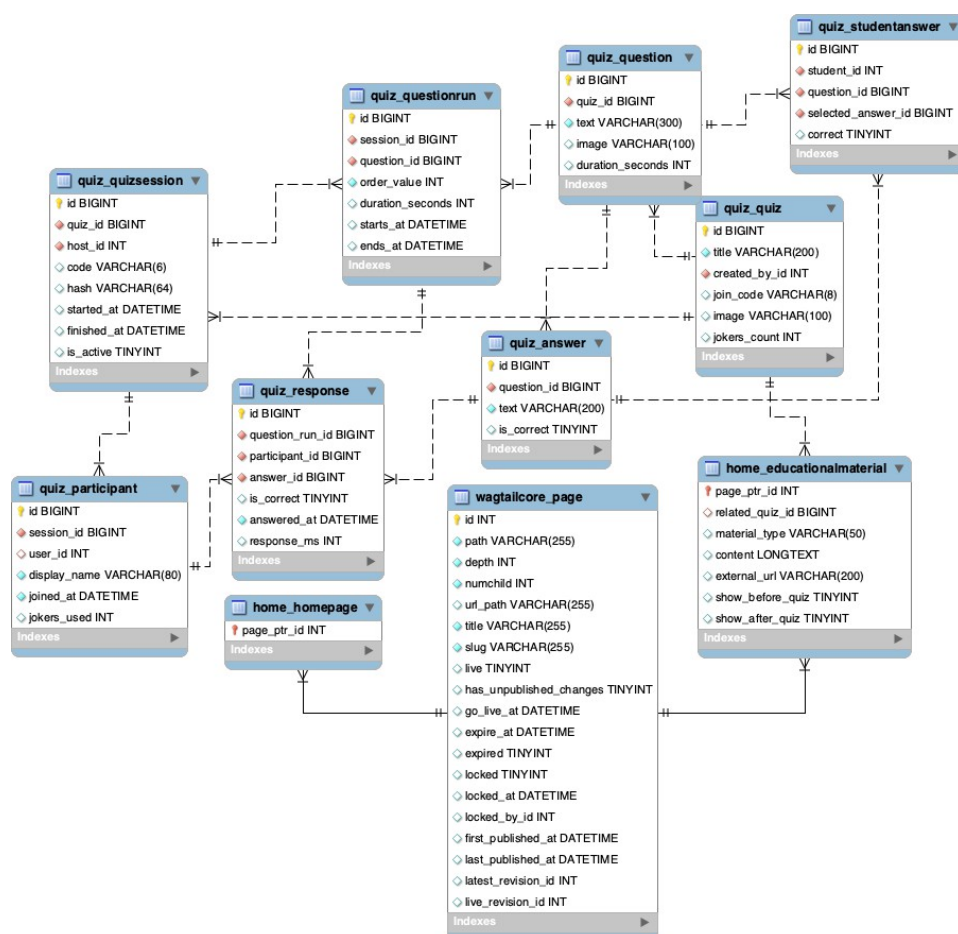 quiz_studentanswer
id BIGINT
student_id INT
question_id BIGINT
selected_answer_id BIGINT
correct TINYINT
Indexes
quiz_question
id BIGINT
quiz_id BIGINT
text VARCHAR(300)
image VARCHAR(100)
duration_seconds INT
Indexes
quiz_questionrun
id BIGINT
session_id BIGINT
question_id BIGINT
order_value INT
duration_seconds INT
starts_at DATETIME
ends_at DATETIME
Indexes
quiz_quizsession
id BIGINT
quiz_id BIGINT
host_id INT
code VARCHAR(6)
hash VARCHAR(64)
started_at DATETIME
finished_at DATETIME
is_active TINYINT
Indexes
quiz_quiz
id BIGINT
title VARCHAR(200)
created_by_id INT
join_code VARCHAR(8)
image VARCHAR(100)
jokers_count INT
Indexes
quiz_answer
id BIGINT
question_id BIGINT
text VARCHAR(200)
is_correct TINYINT
Indexes
quiz_response
id BIGINT
question_run_id BIGINT
participant_id BIGINT
answer_id BIGINT
is_correct TINYINT
answered_at DATETIME
response_ms INT
Indexes
home_educationalmaterial
page_ptr_id INT
related_quiz_id BIGINT
material_type VARCHAR(50)
content LONGTEXT
external_url VARCHAR(200)
show_before_quiz TINYINT
show_after_quiz TINYINT
Indexes
quiz_participant
id BIGINT
session_id BIGINT
user_id INT
display_name VARCHAR(80)
joined_at DATETIME
jokers_used INT
Indexes
wagtailcore_page
id INT
path VARCHAR(255)
depth INT
numchild INT
url_path VARCHAR(255)
title VARCHAR(255)
slug VARCHAR(255)
live TINYINT
has_unpublished_changes TINYINT
go_live_at DATETIME
expire_at DATETIME
expired TINYINT
locked TINYINT
locked_at DATETIME
locked_by_id INT
first_published_at DATETIME
last_published_at DATETIME
latest_revision_id INT
live_revision_id INT
Indexes
home_homepage
page_ptr_id INT
Indexes